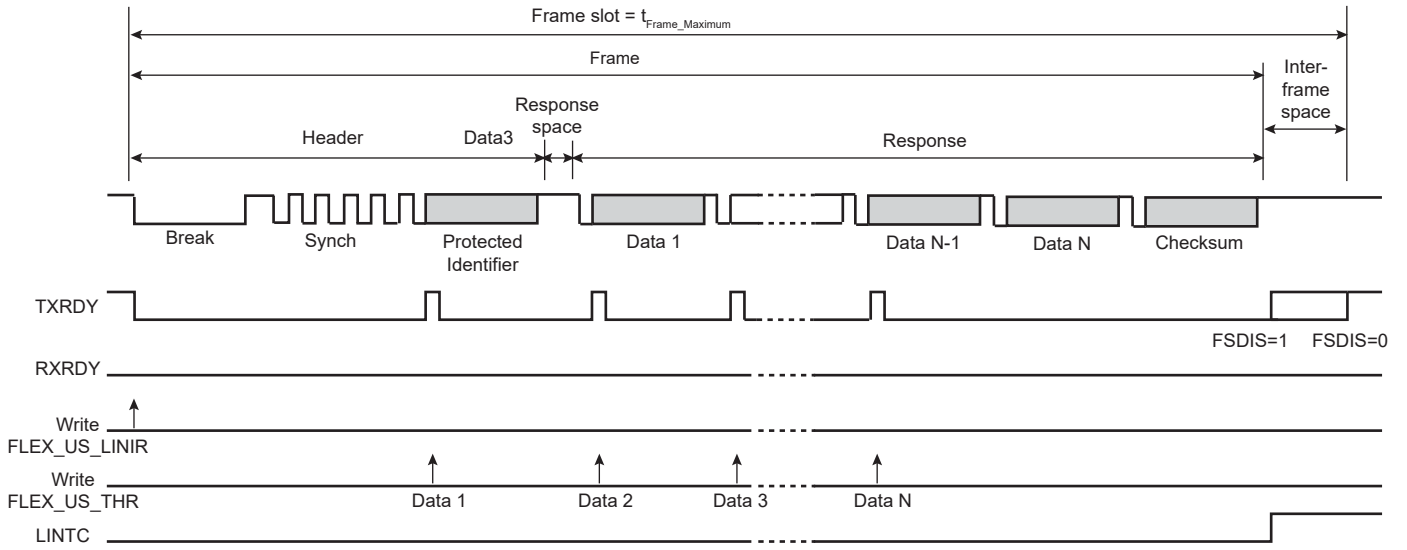 Frame slot = tFrame_Maximum
Frame
Inter-
frame
space
Response
space
Header
Data3
Response
Break
Synch
Protected
Identifier
Data 1
Data N-1
Data N
Checksum
TXRDY
FSDIS=1
FSDIS=0
RXRDY
Write
FLEX_US_LINIR
Write
FLEX_US_THR
Data 1
Data 2
Data 3
Data N
LINTC